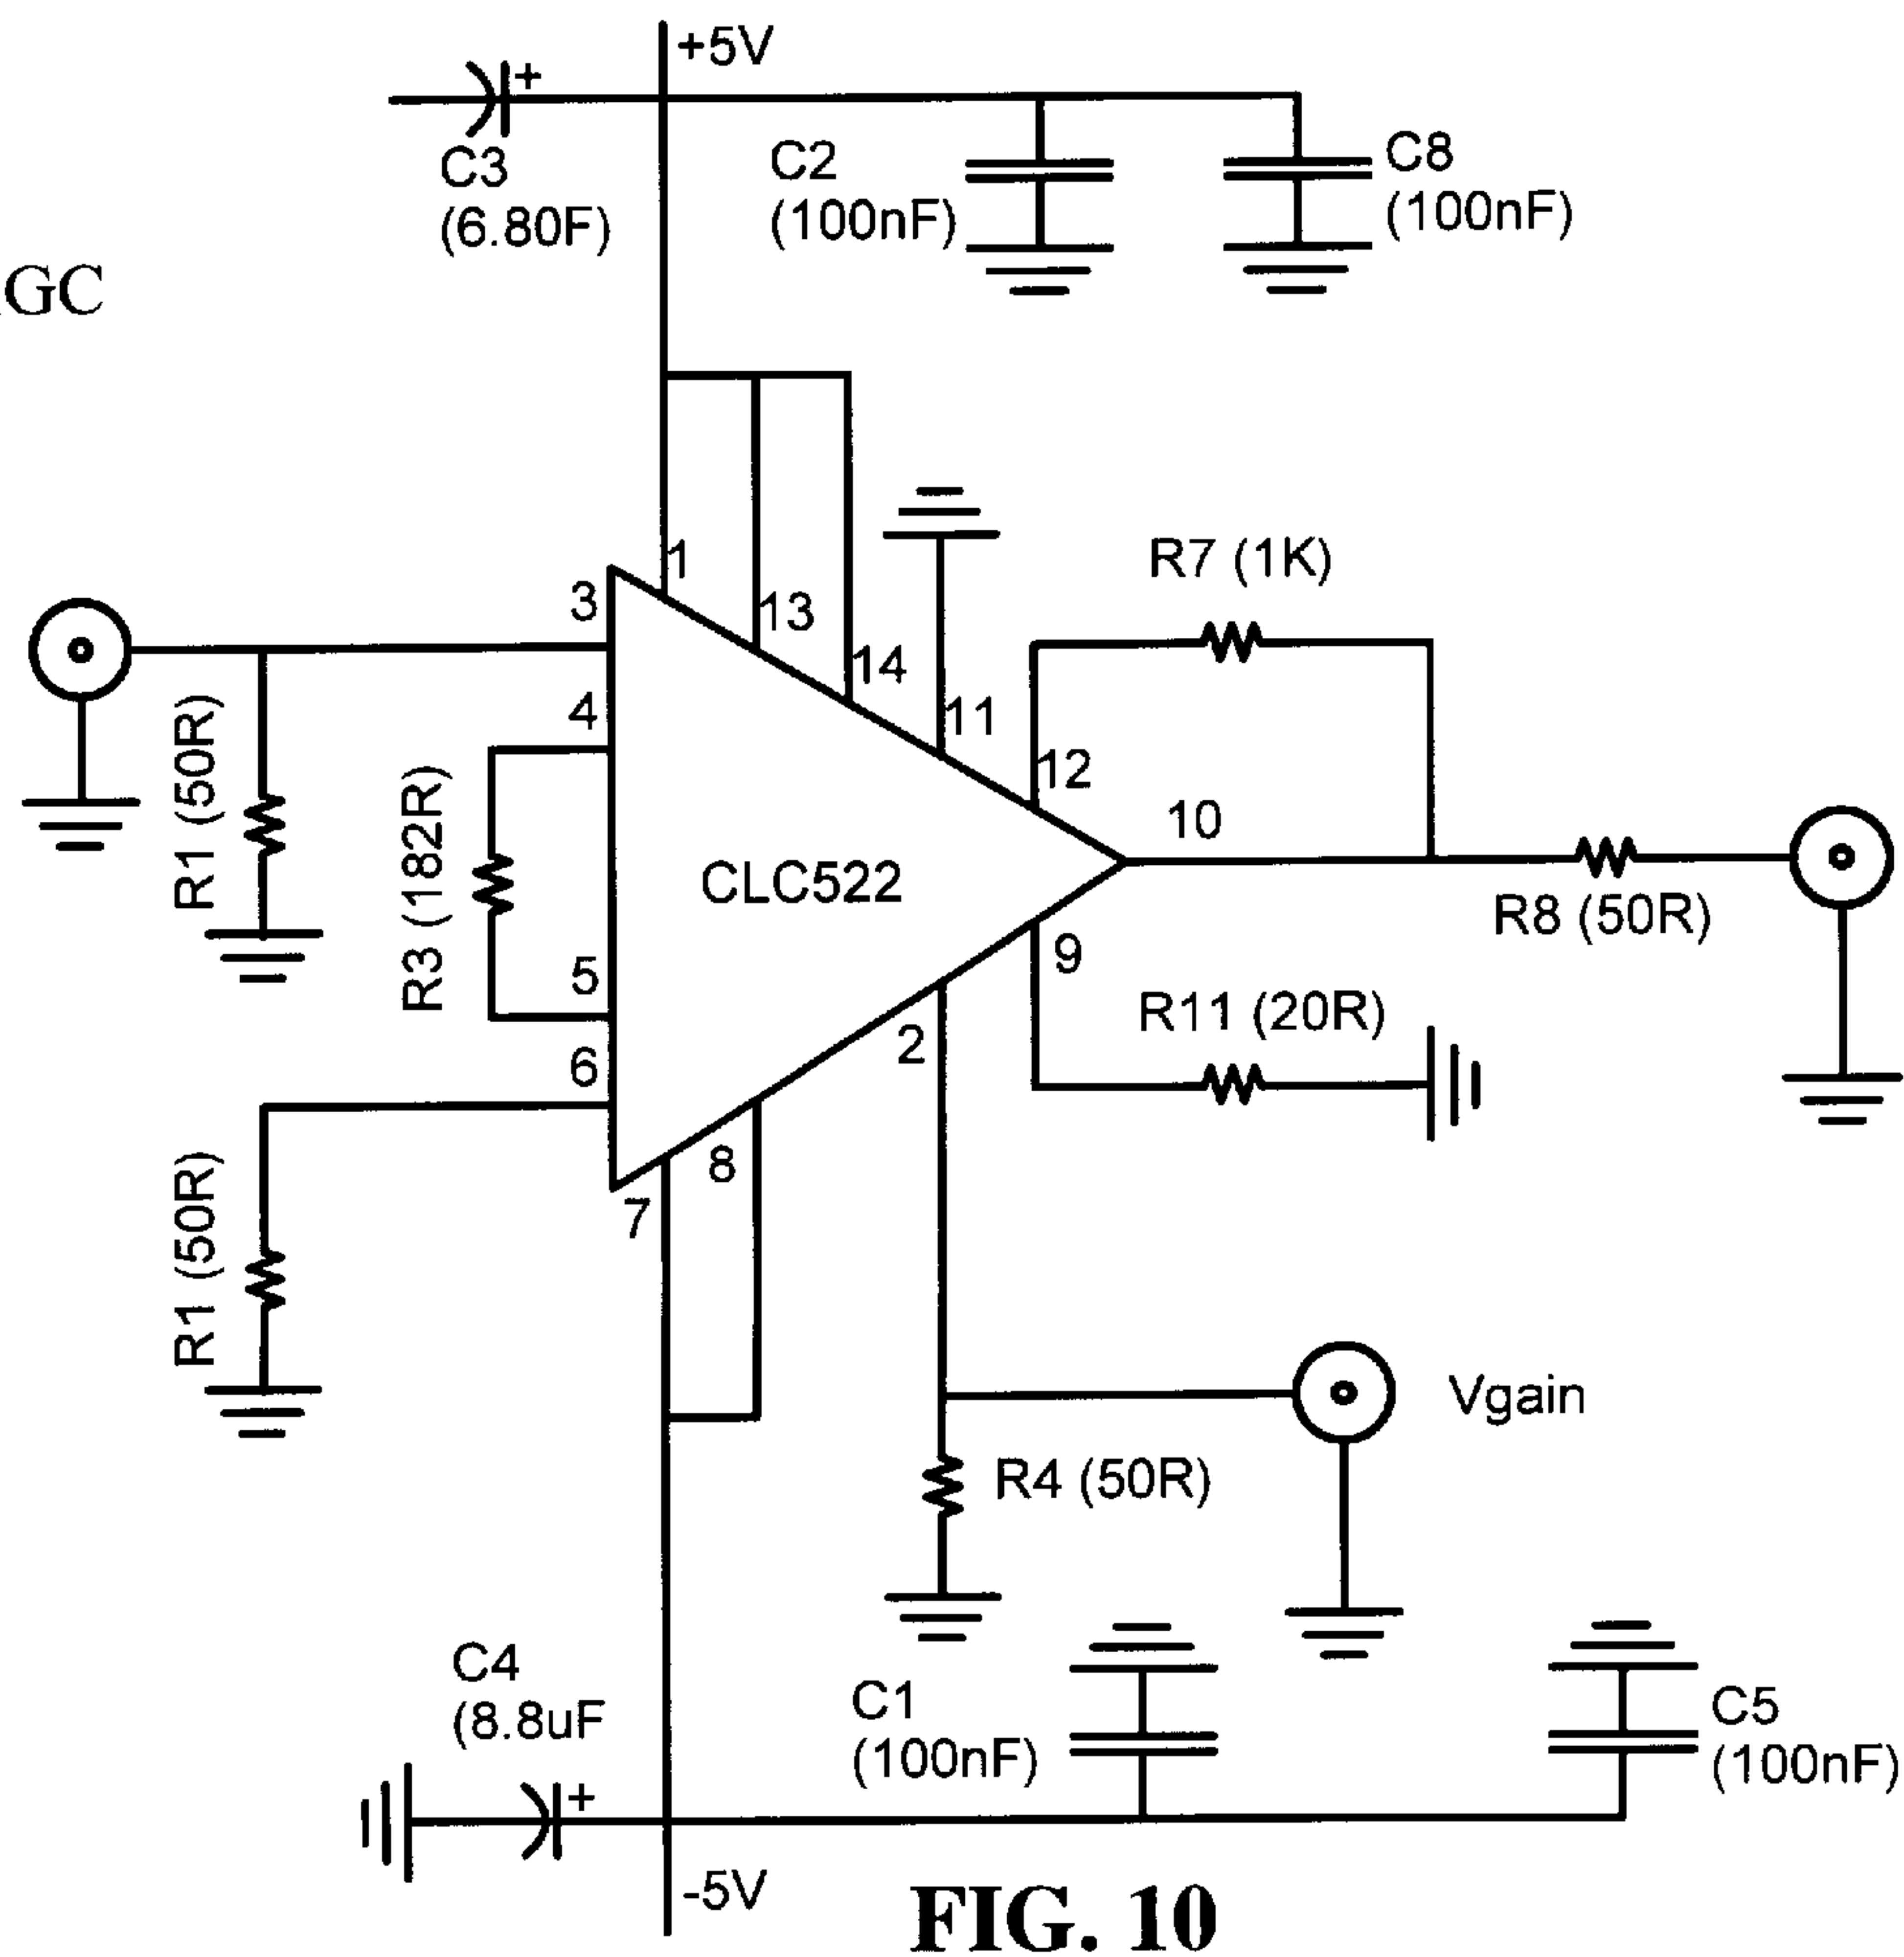 +5V
+
C3
(6.80F)
C2
(100nF)
C8
(100nF)
GC
1
3
13
14
4
11
12
R7 (1K)
10
R1 (50R)
R3 (182R)
CLC522
R8 (50R)
5
9
6
2
R11 (20R)
8
7
R1 (50R)
Vgain
R4 (50R)
C4
(8.8uF
+
C1
(100nF)
C5
(100nF)
-5V
FIG. 10